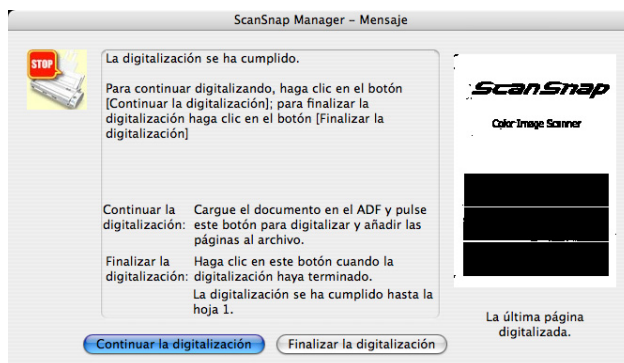 ScanSnap Manager – Mensaje
STOP
La digitalización se ha cumplido.
Para continuar digitalizando, haga clic en el botón
[Continuar la digitalización]; para finalizar la
digitalización haga clic en el botón [Finalizar la
digitalización]
Continuar la digitalización:
Cargue el documento en el ADF y pulse
este botón para digitalizar y añadir las
páginas al archivo.
Finalizar la digitalización:
Haga clic en este botón cuando la
digitalización haya terminado.
La digitalización se ha cumplido hasta la
hoja 1.
ScanSnap
Color Image Scanner
La última página
digitalizada.
Continuar la digitalización
Finalizar la digitalización